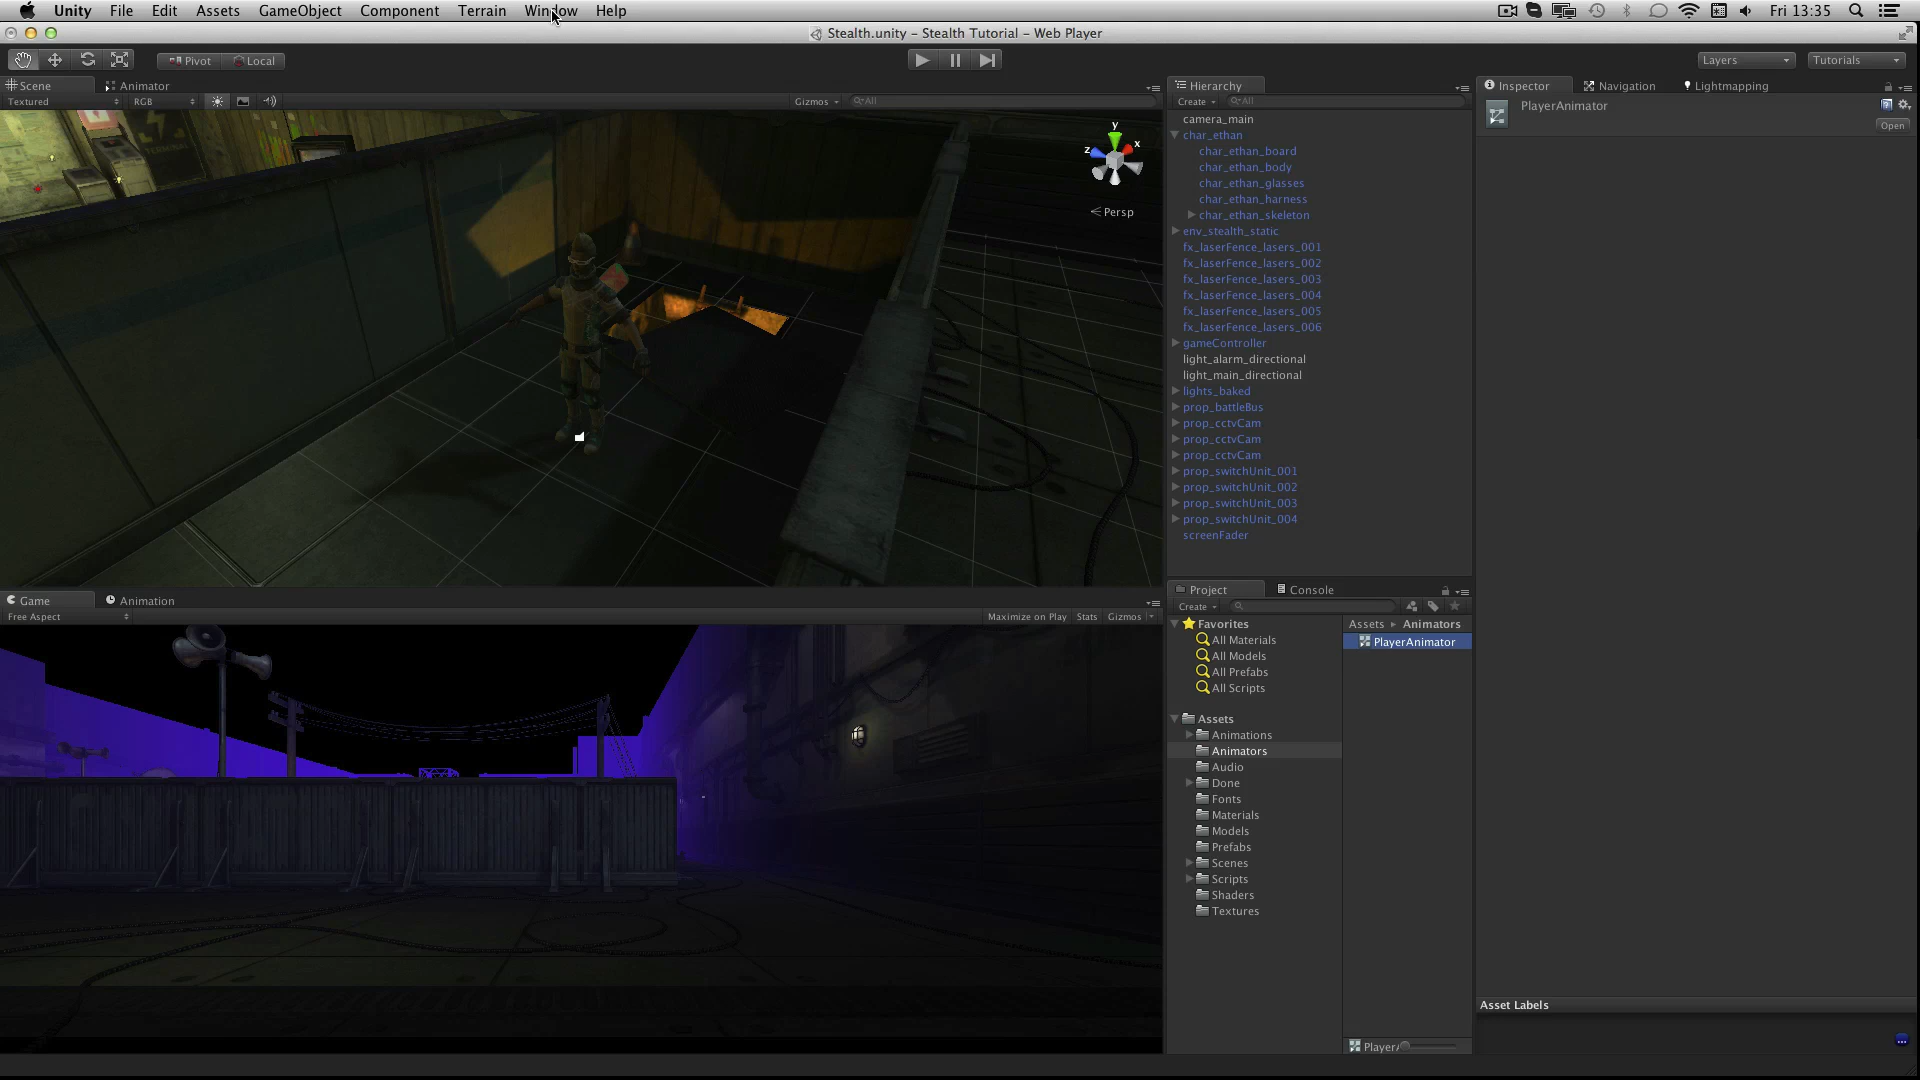 Unity File Edit Assets GameObject Component Terrain Window Help Fri 13:35
Stealth.unity - Stealth Tutorial - Web Player
Pivot Local Layers Tutorials
Scene Animator
Textured RGB Gizmos All
y
z x
Persp
Hierarchy
Create All
camera_main
char_ethan
char_ethan_board
char_ethan_body
char_ethan_glasses
char_ethan_harness
char_ethan_skeleton
env_stealth_static
fx_laserFence_lasers_001
fx_laserFence_lasers_002
fx_laserFence_lasers_003
fx_laserFence_lasers_004
fx_laserFence_lasers_005
fx_laserFence_lasers_006
gameController
light_alarm_directional
light_main_directional
lights_baked
prop_battleBus
prop_cctvCam
prop_cctvCam
prop_cctvCam
prop_switchUnit_001
prop_switchUnit_002
prop_switchUnit_003
prop_switchUnit_004
screenFader
Inspector Navigation Lightmapping
PlayerAnimator
Open
Game Animation
Free Aspect Maximize on Play Stats Gizmos
Project Console
Create
Favorites
All Materials
All Models
All Prefabs
All Scripts
Assets
Animations
Animators
Audio
Done
Fonts
Materials
Models
Prefabs
Scenes
Scripts
Shaders
Textures
Assets ▸ Animators
PlayerAnimator
Player
Asset Labels